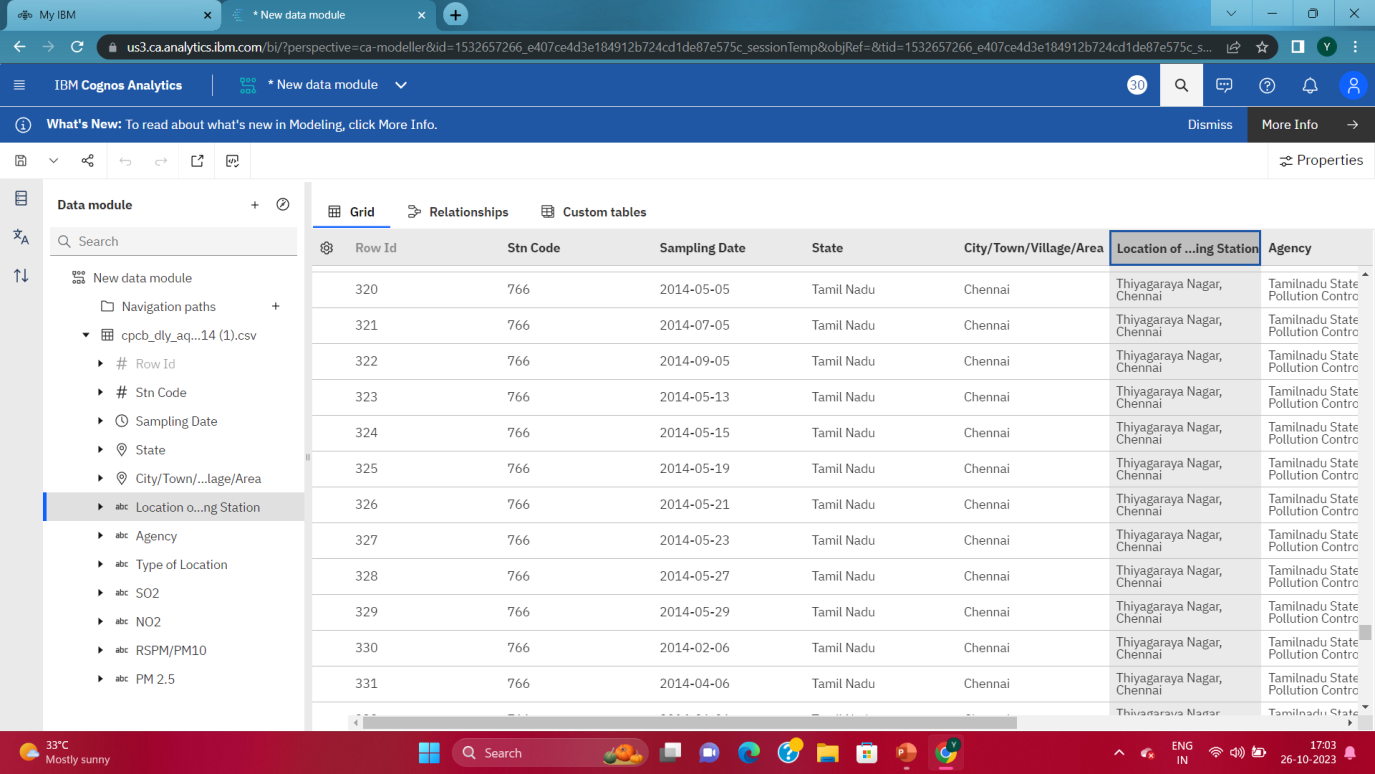 My IBM
* New data module
us3.ca.analytics.ibm.com/bi/?perspective=ca-modeller&id=1532657266_e407ce4d3e184912b724cd1de87e575c_sessionTemp&objRef=&tid=1532657266_e407ce4d3e184912b724cd1de87e575c_s...
Y
IBM Cognos Analytics
* New data module
30
What's New: To read about what's new in Modeling, click More Info.
Dismiss
More Info
Properties
Data module
Search
New data module
Navigation paths
cpcb_dly_aq...14 (1).csv
# Row Id
# Stn Code
Sampling Date
State
City/Town/...lage/Area
abc Location o...ng Station
abc Agency
abc Type of Location
abc SO2
abc NO2
abc RSPM/PM10
abc PM 2.5
Grid
Relationships
Custom tables
Row Id Stn Code Sampling Date State City/Town/Village/Area Location of ...ing Station Agency
320 766 2014-05-05 Tamil Nadu Chennai Thiyagaraya Nagar, Chennai Tamilnadu State Pollution Contro
321 766 2014-07-05 Tamil Nadu Chennai Thiyagaraya Nagar, Chennai Tamilnadu State Pollution Contro
322 766 2014-09-05 Tamil Nadu Chennai Thiyagaraya Nagar, Chennai Tamilnadu State Pollution Contro
323 766 2014-05-13 Tamil Nadu Chennai Thiyagaraya Nagar, Chennai Tamilnadu State Pollution Contro
324 766 2014-05-15 Tamil Nadu Chennai Thiyagaraya Nagar, Chennai Tamilnadu State Pollution Contro
325 766 2014-05-19 Tamil Nadu Chennai Thiyagaraya Nagar, Chennai Tamilnadu State Pollution Contro
326 766 2014-05-21 Tamil Nadu Chennai Thiyagaraya Nagar, Chennai Tamilnadu State Pollution Contro
327 766 2014-05-23 Tamil Nadu Chennai Thiyagaraya Nagar, Chennai Tamilnadu State Pollution Contro
328 766 2014-05-27 Tamil Nadu Chennai Thiyagaraya Nagar, Chennai Tamilnadu State Pollution Contro
329 766 2014-05-29 Tamil Nadu Chennai Thiyagaraya Nagar, Chennai Tamilnadu State Pollution Contro
330 766 2014-02-06 Tamil Nadu Chennai Thiyagaraya Nagar, Chennai Tamilnadu State Pollution Contro
331 766 2014-04-06 Tamil Nadu Chennai Thiyagaraya Nagar, Chennai Tamilnadu State Pollution Contro
33°C
Mostly sunny
Search
ENG
IN
17:03
26-10-2023